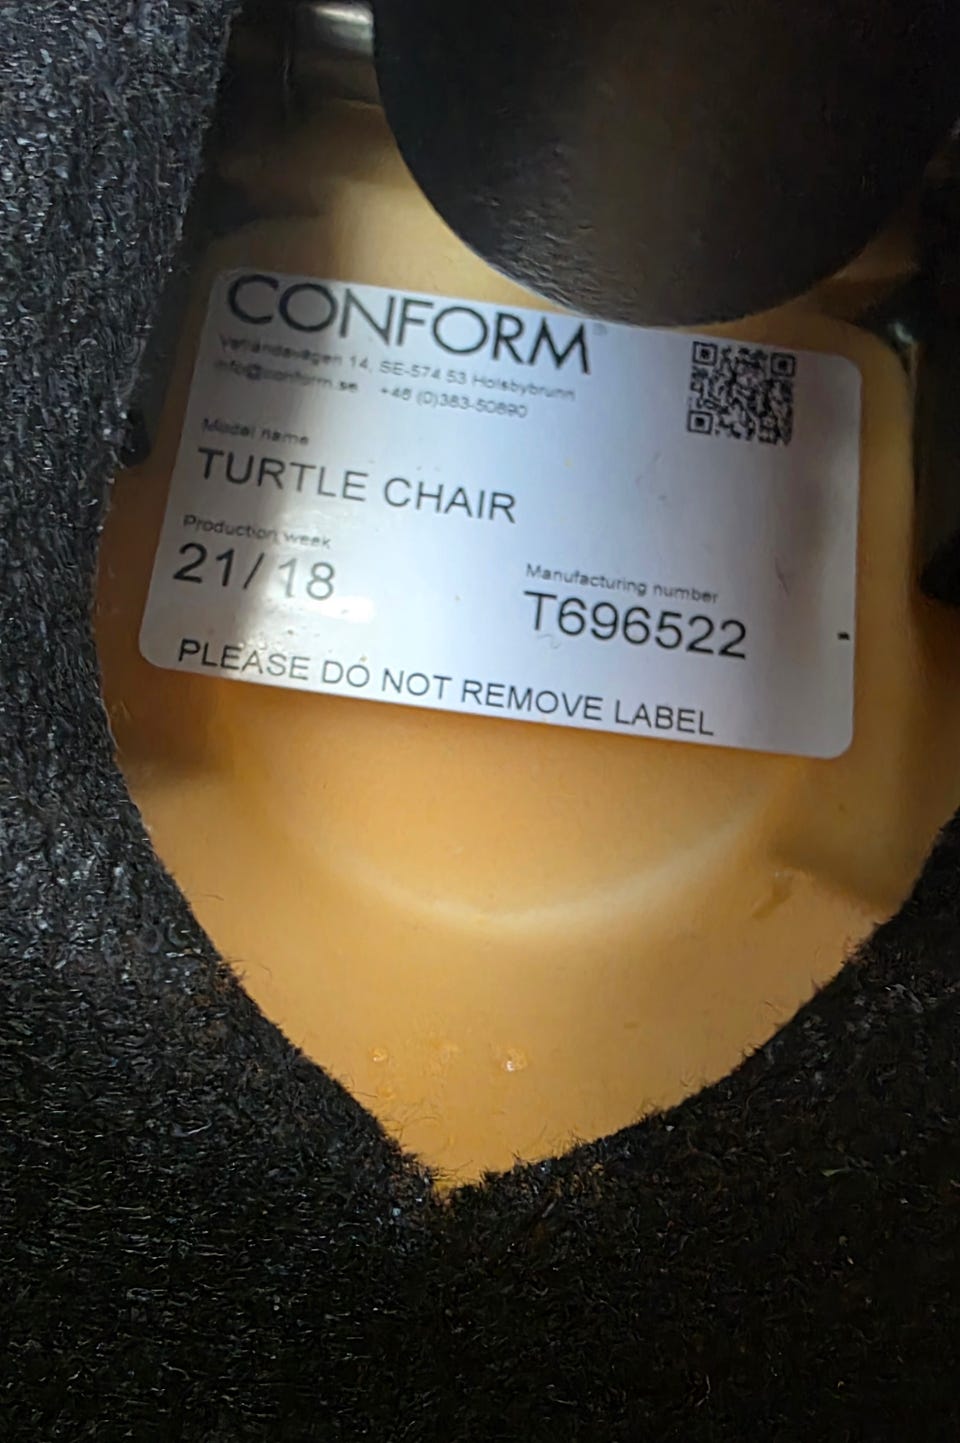 CONFORM®
Vetlandavägen 14, SE-574 53 Holsbybrunn
info@conform.se +46 (0)383-50890
Model name
TURTLE CHAIR
Production week
21/18
Manufacturing number
T696522
PLEASE DO NOT REMOVE LABEL